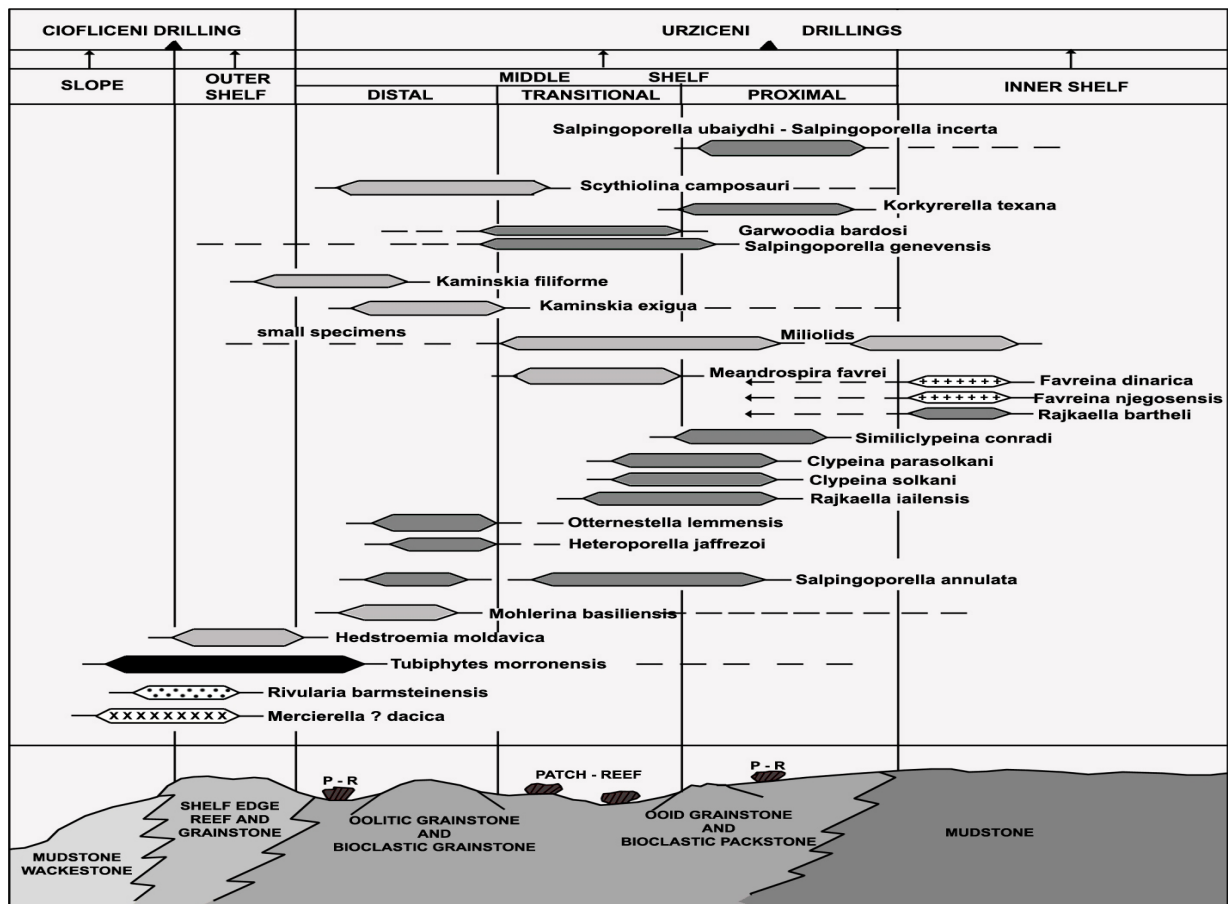 CIOFLICENI DRILLING
URZICENI DRILLINGS
SLOPE
OUTER
SHELF
MIDDLE SHELF
DISTAL
TRANSITIONAL
PROXIMAL
INNER SHELF
Salpingoporella ubaiydhi - Salpingoporella incerta
Scythiolina camposauri
Korkyrerella texana
Garwoodia bardosi
Salpingoporella genevensis
Kaminskia filiforme
Kaminskia exigua
small specimens
Miliolids
Meandrospira favrei
Favreina dinarica
Favreina njegosensis
Rajkaella bartheli
Similiclypeina conradi
Clypeina parasolkani
Clypeina solkani
Rajkaella iailensis
Otternestella lemmensis
Heteroporella jaffrezoi
Salpingoporella annulata
Mohlerina basiliensis
Hedstroemia moldavica
Tubiphytes morronensis
Rivularia barmsteinensis
Mercierella ? dacica
P - R
PATCH - REEF
P - R
SHELF EDGE
REEF AND
GRAINSTONE
MUDSTONE
WACKESTONE
OOLITIC GRAINSTONE
AND
BIOCLASTIC GRAINSTONE
OOID GRAINSTONE
AND
BIOCLASTIC PACKSTONE
MUDSTONE